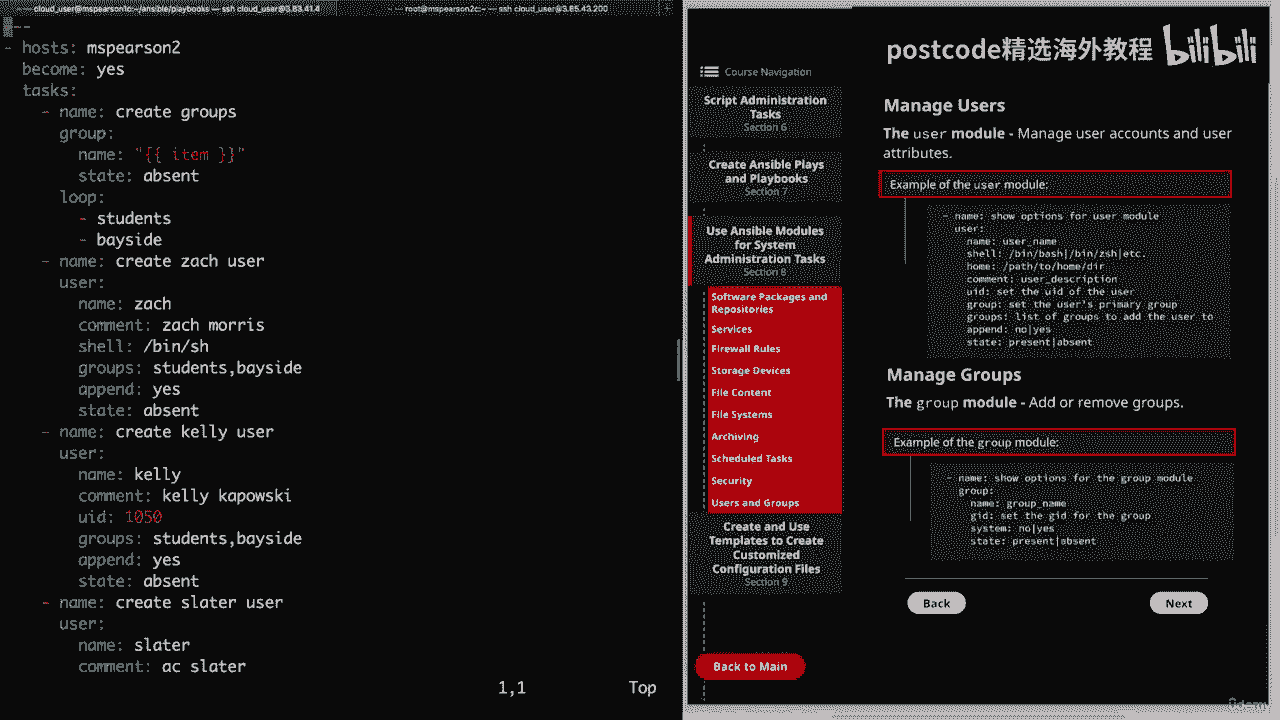 cloud_user@mspearson1c:~/ansible/playbooks — ssh cloud_user@3.83.41.4
~ — root@mspearson2c:~ — ssh cloud_user@3.85.43.200
---
- hosts: mspearson2
become: yes
tasks:
- name: create groups
group:
name: "{{ item }}"
state: absent
loop:
- students
- bayside
- name: create zach user
user:
name: zach
comment: zach morris
shell: /bin/sh
groups: students,bayside
append: yes
state: absent
- name: create kelly user
user:
name: kelly
comment: kelly kapowski
uid: 1050
groups: students,bayside
append: yes
state: absent
- name: create slater user
user:
name: slater
comment: ac slater
1,1 Top
postcode精选海外教程 bilibili
Course Navigation
Script Administration
Tasks
Section 6
Create Ansible Plays
and Playbooks
Section 7
Use Ansible Modules
for System
Administration Tasks
Section 8
Software Packages and
Repositories
Services
Firewall Rules
Storage Devices
File Content
File Systems
Archiving
Scheduled Tasks
Security
Users and Groups
Create and Use
Templates to Create
Customized
Configuration Files
Section 9
Back to Main
Manage Users
The user module - Manage user accounts and user
attributes.
Example of the user module:
- name: show options for user module
user:
name: user_name
shell: /bin/bash|/bin/zsh|etc.
home: /path/to/home/dir
comment: user_description
uid: set the uid of the user
group: set the user's primary group
groups: list of groups to add the user to
append: no|yes
state: present|absent
Manage Groups
The group module - Add or remove groups.
Example of the group module:
- name: show options for the group module
group:
name: group_name
gid: set the gid for the group
system: no|yes
state: present|absent
Back
Next
ûdemy